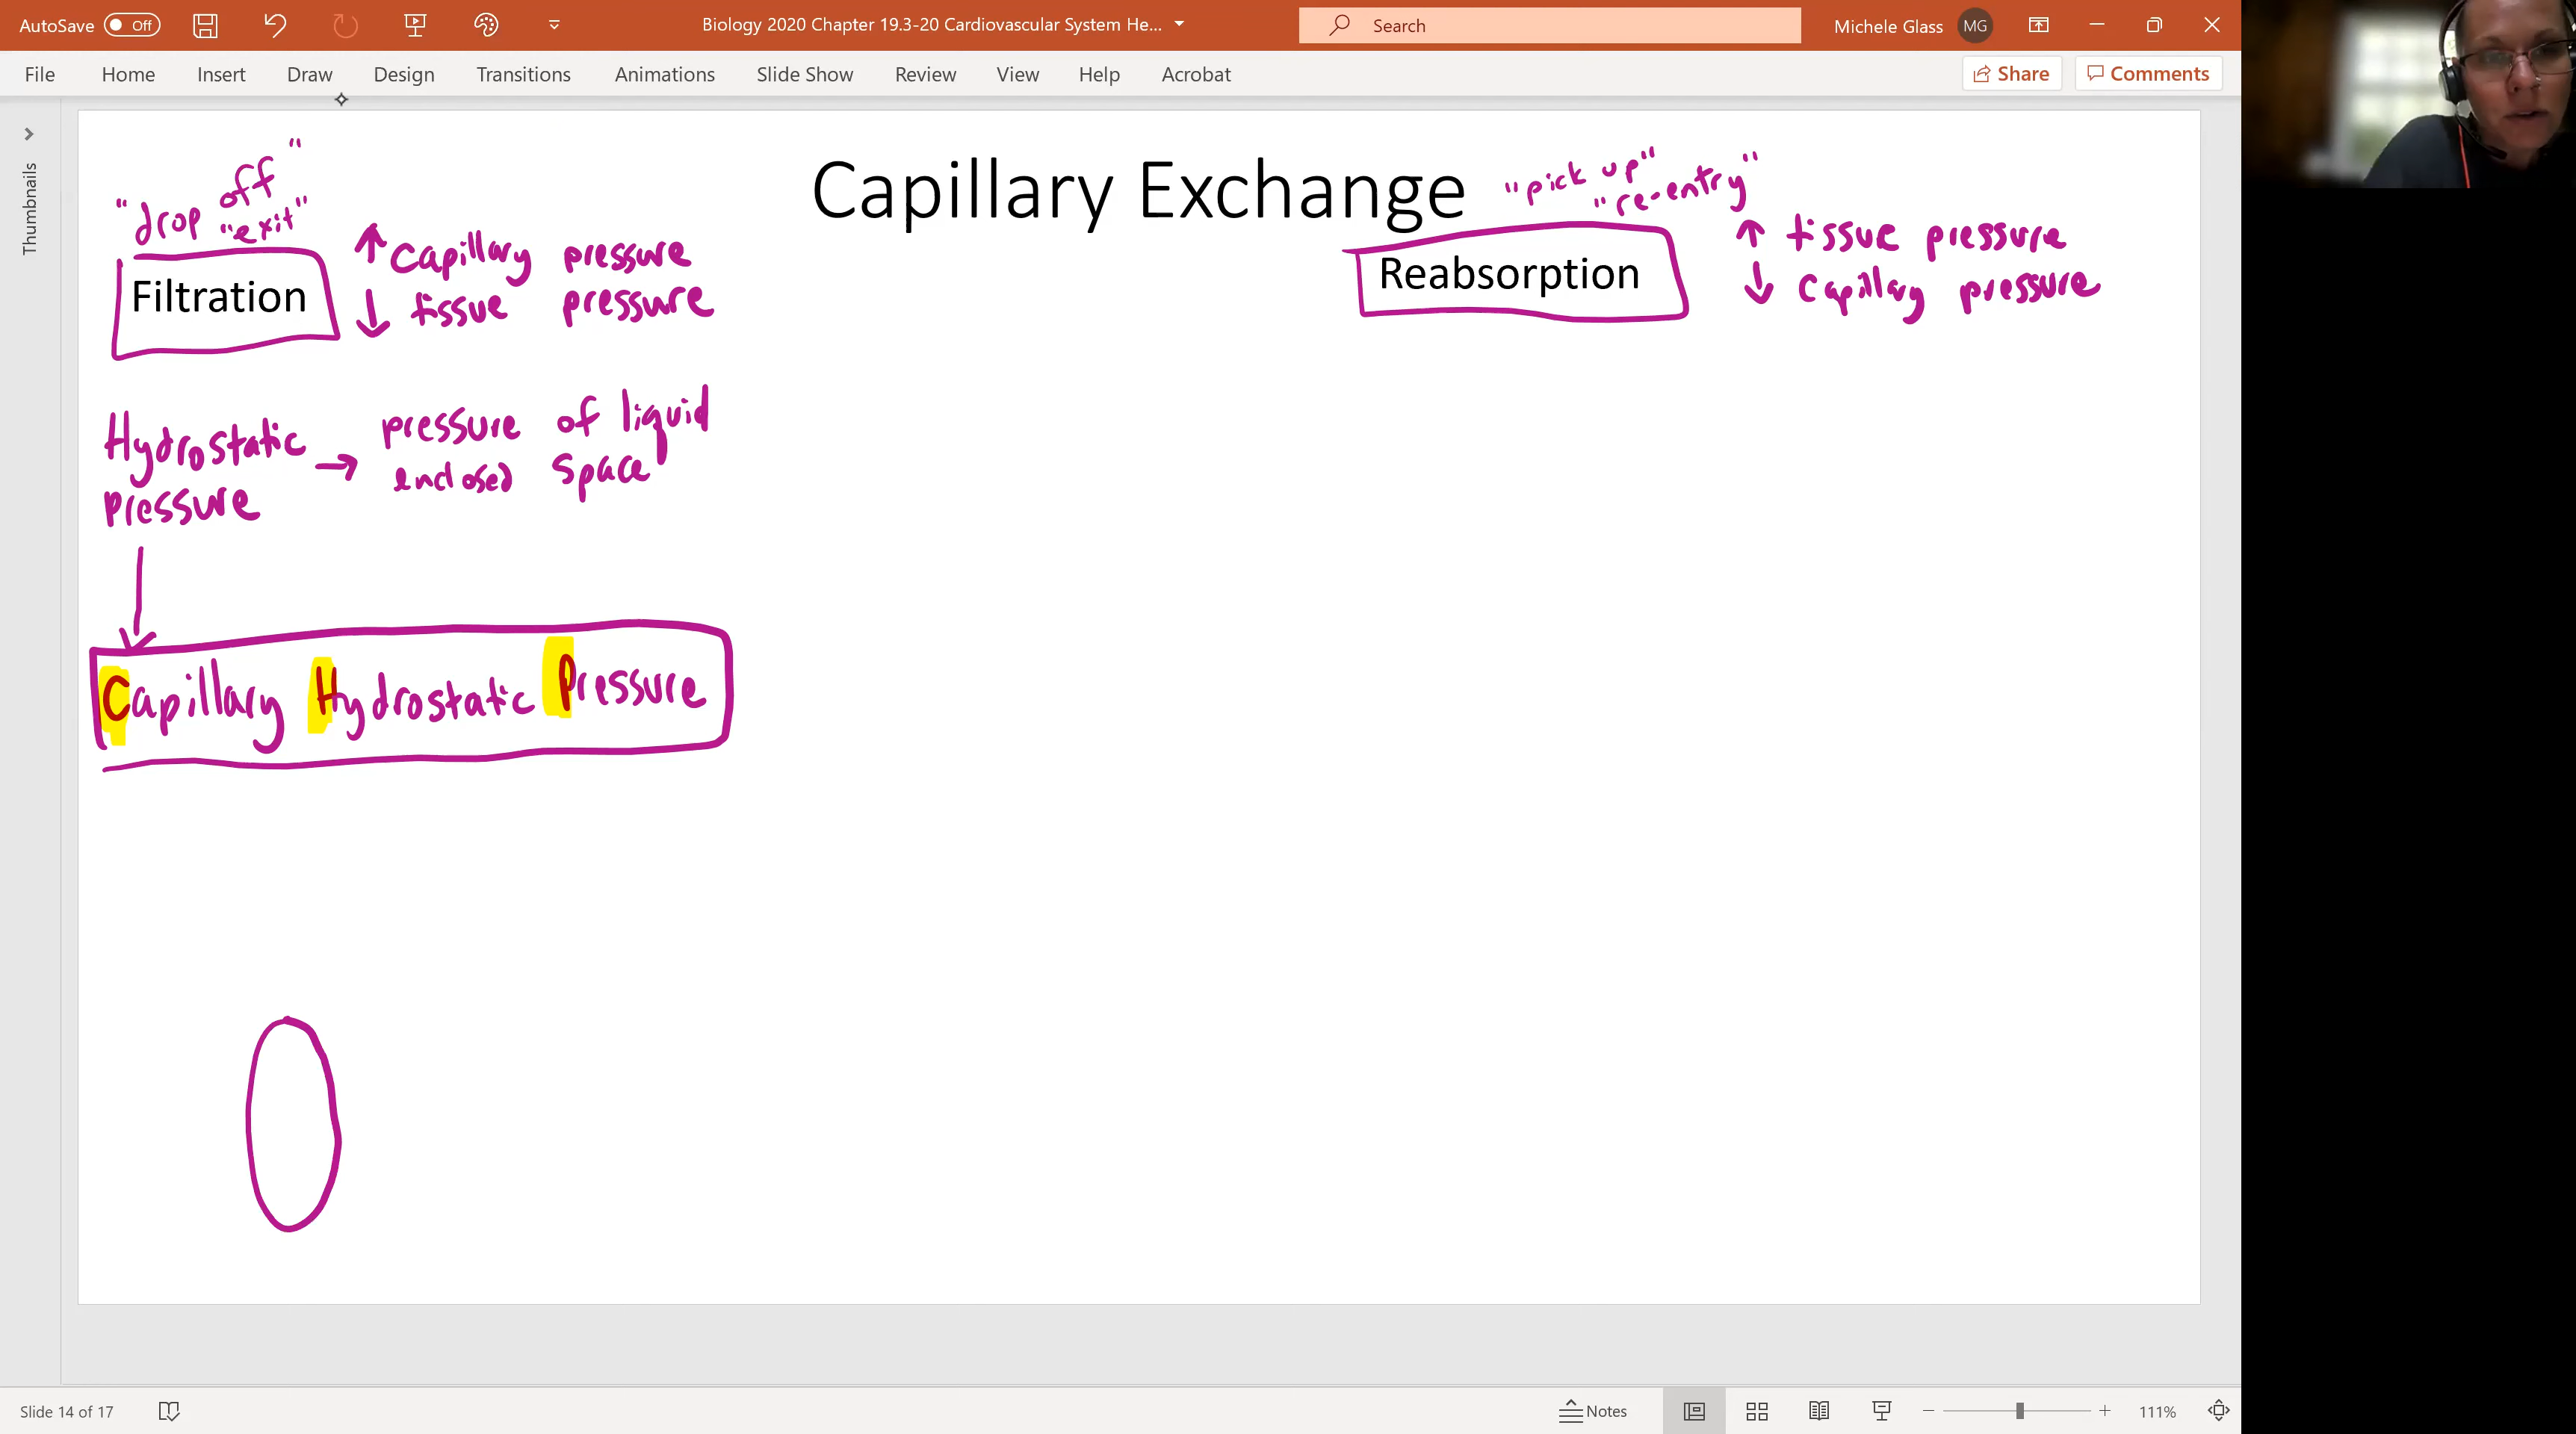 AutoSave Off
Biology 2020 Chapter 19.3-20 Cardiovascular System He...
Search
Michele Glass MG
File Home Insert Draw Design Transitions Animations Slide Show Review View Help Acrobat
Share Comments
Thumbnails
Capillary Exchange
"drop off"
"exit"
Filtration
↑ capillary pressure
↓ tissue pressure
"pick up"
"re-entry"
Reabsorption
↑ tissue pressure
↓ capillary pressure
Hydrostatic pressure → pressure of liquid
enclosed space
Capillary Hydrostatic Pressure
Slide 14 of 17
Notes
111%